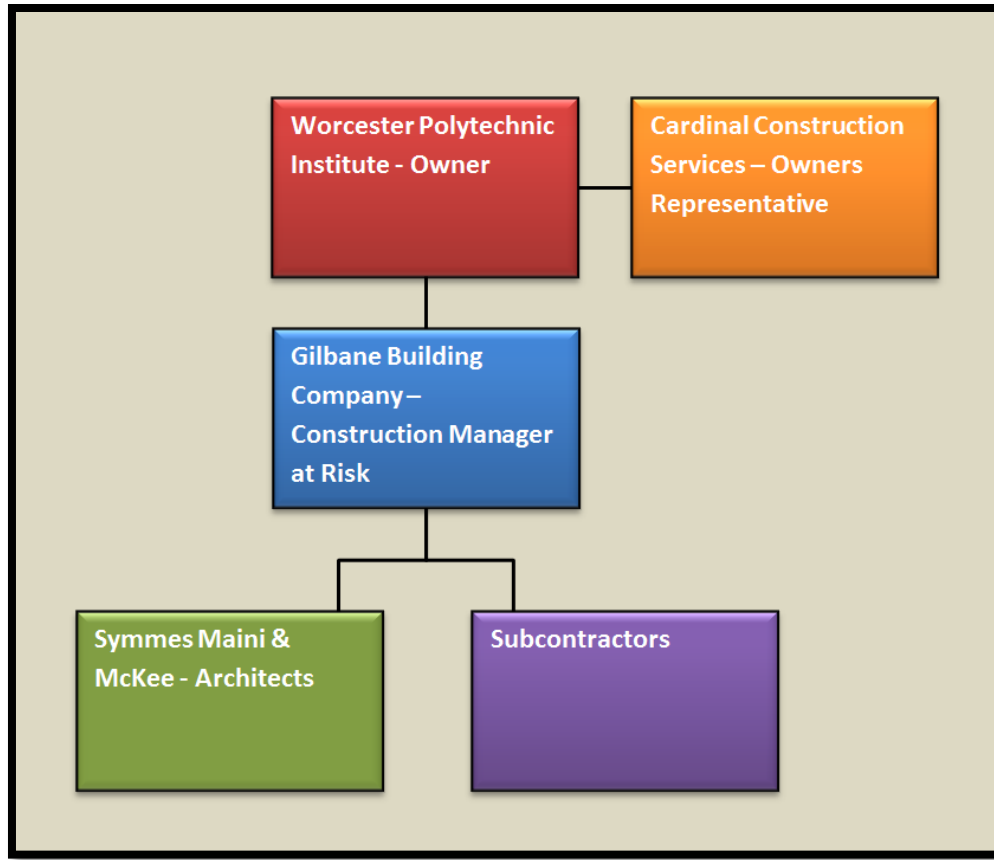 Worcester Polytechnic
Institute - Owner
Cardinal Construction
Services – Owners
Representative
Gilbane Building
Company –
Construction Manager
at Risk
Symmes Maini &
McKee - Architects
Subcontractors